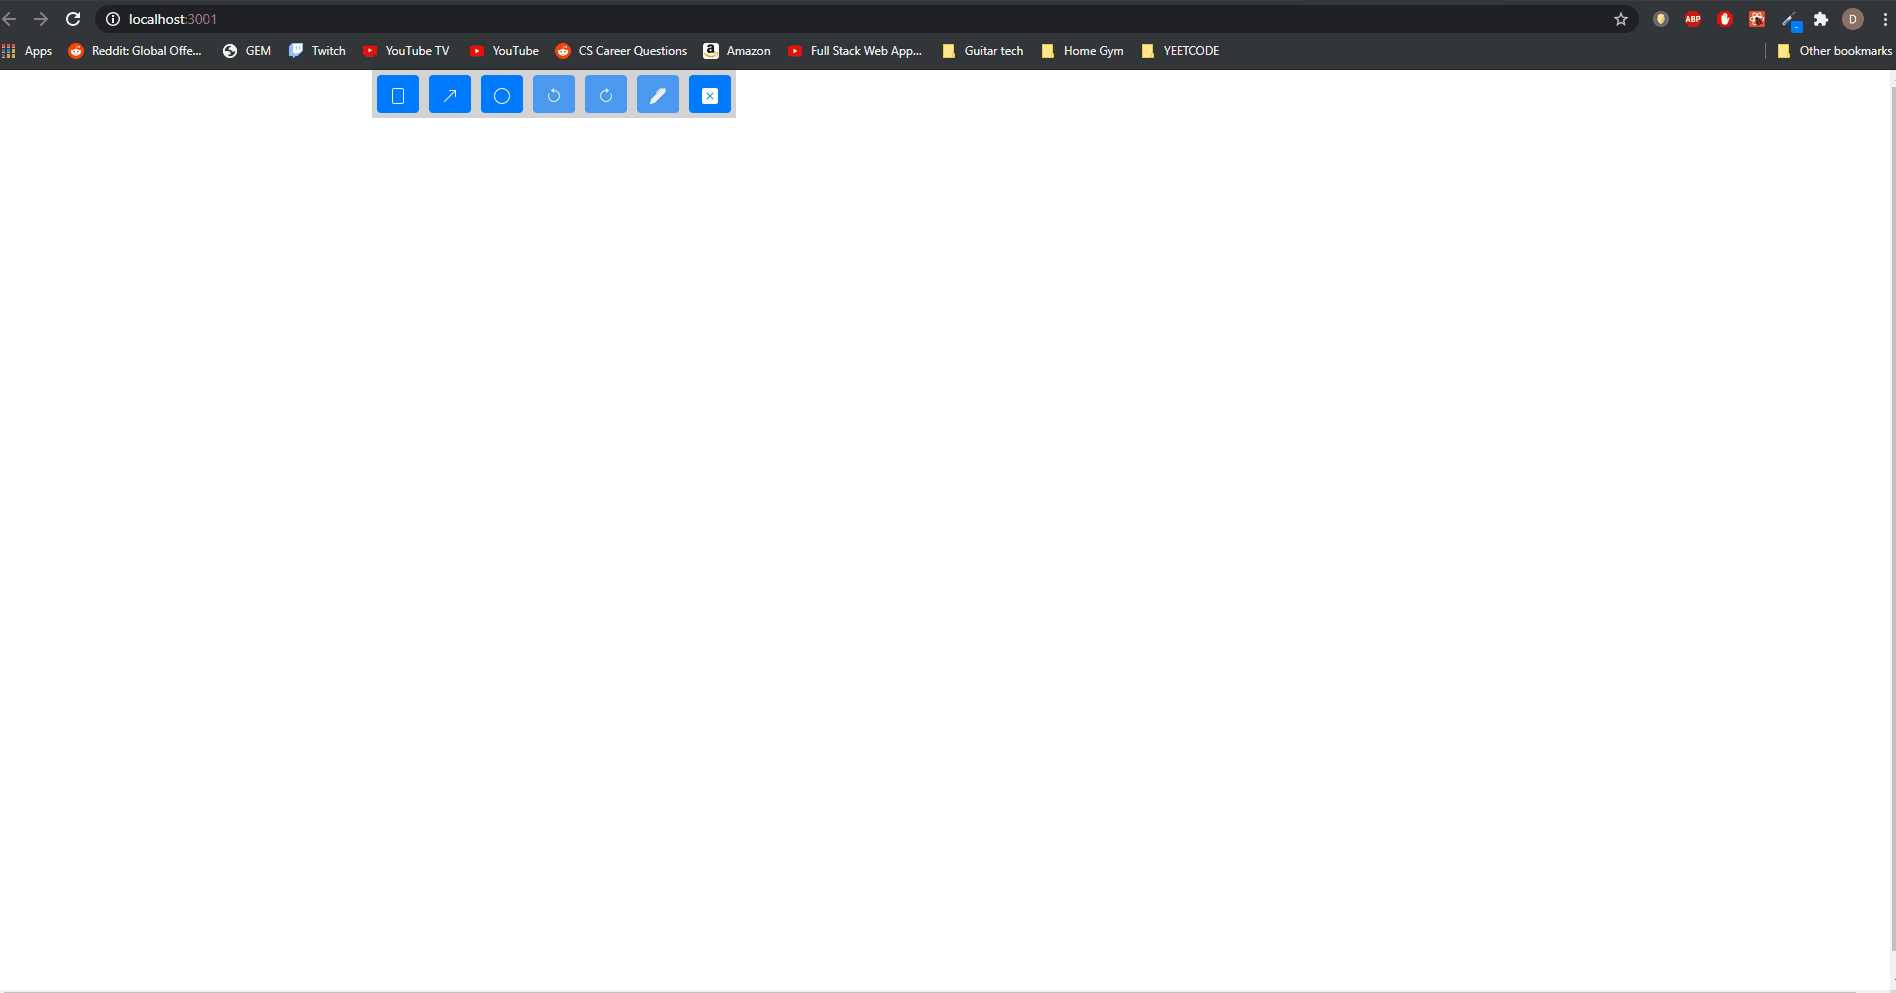 localhost:3001
ABP
D
Apps Reddit: Global Offe... GEM Twitch YouTube TV YouTube CS Career Questions Amazon Full Stack Web App... Guitar tech Home Gym YEETCODE Other bookmarks